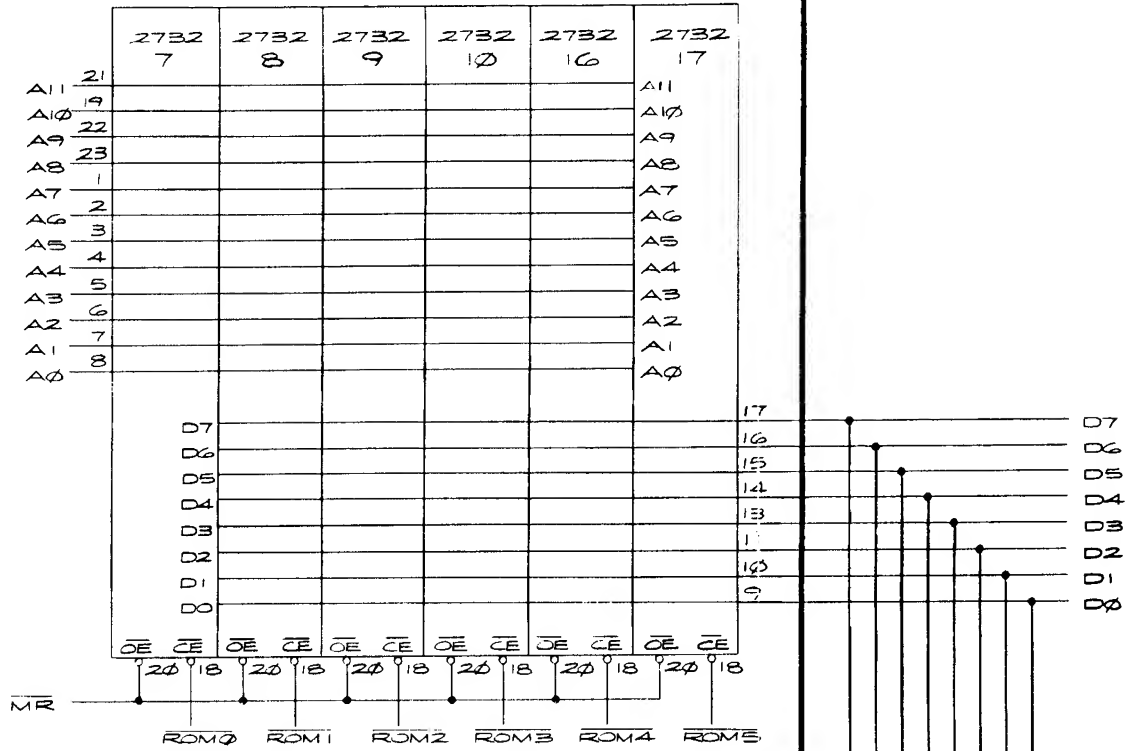 2732 2732 2732 2732 2732 2732
7 8 9 1Ø 16 17
A11 21 A11
A1Ø 19 A1Ø
A9 22 A9
A8 23 A8
A7 1 A7
A6 2 A6
A5 3 A5
A4 4 A4
A3 5 A3
A2 6 A2
A1 7 A1
AØ 8 AØ
D7 17 D7
D6 16 D6
D5 15 D5
D4 14 D4
D3 13 D3
D2 D2
D1 1Ø D1
DO 9 DØ
OE CE OE CE OE CE OE CE OE CE OE CE
2Ø 18 2Ø 18 2Ø 18 2Ø 18 2Ø 18 2Ø 18
MR
ROMØ ROM1 ROM2 ROM3 ROM4 ROM5